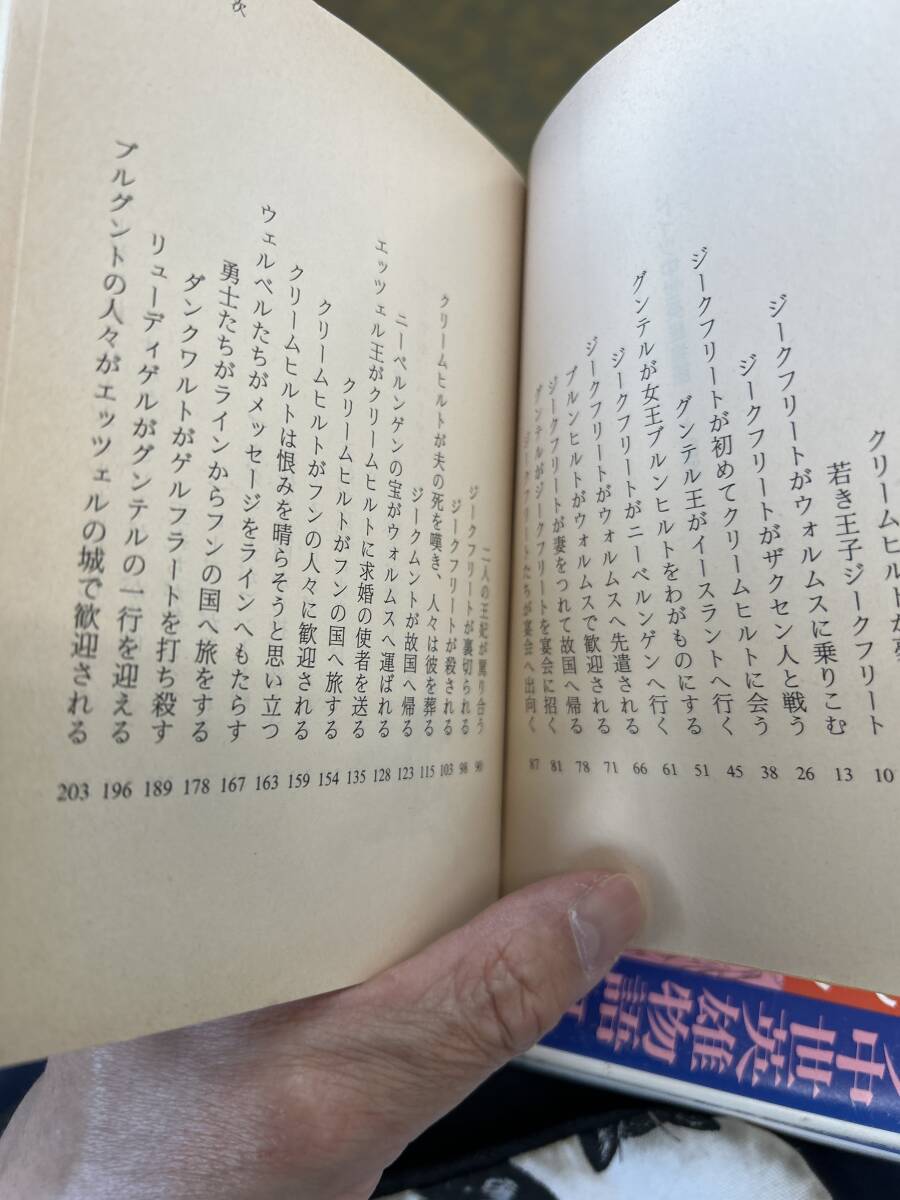 クリームヒルトが夢
10
若き王子ジークフリート
13
ジークフリートがウォルムスに乗りこむ
26
ジークフリートがザクセン人と戦う
38
ジークフリートが初めてクリームヒルトに会う
45
グンテル王がイースラントへ行く
51
グンテルが女王ブルンヒルトをわがものにする
61
ジークフリートがニーベルンゲンへ行く
66
ジークフリートがウォルムスへ先遣される
71
ブルンヒルトがウォルムスで歓迎される
78
ジークフリートが妻をつれて故国へ帰る
81
グンテルがジークフリートを宴会に招く
87
ジークフリートたちが宴会へ出向く
次
二人の王妃が罵り合う
90
ジークフリートが裏切られる
98
ジークフリートが殺される
103
クリームヒルトが夫の死を嘆き、人々は彼を葬る
115
ジークムントが故国へ帰る
123
ニーベルンゲンの宝がウォルムスへ運ばれる
128
エッツェル王がクリームヒルトに求婚の使者を送る
135
クリームヒルトがフンの国へ旅する
154
クリームヒルトがフンの人々に歓迎される
159
クリームヒルトは恨みを晴らそうと思い立つ
163
ウェルベルたちがメッセージをラインへもたらす
167
勇士たちがラインからフンの国へ旅をする
178
ダンクワルトがゲルフラートを打ち殺す
189
リューディゲルがグンテルの一行を迎える
196
ブルグントの人々がエッツェルの城で歓迎される
203
中世英雄物語